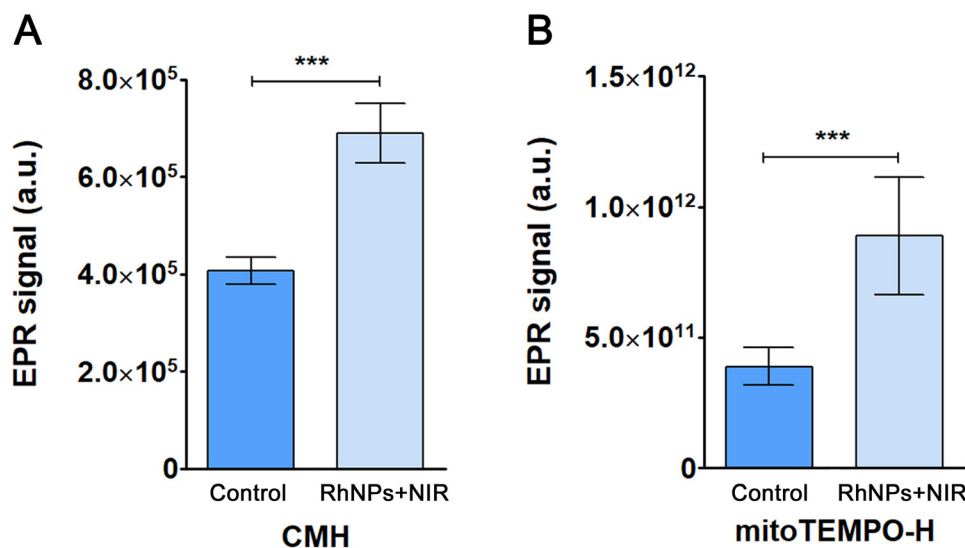 A
EPR signal (a.u.)
8.0×10⁵
6.0×10⁵
4.0×10⁵
2.0×10⁵
0
***
Control
RhNPs+NIR
CMH
B
EPR signal (a.u.)
1.5×10¹²
1.0×10¹²
5.0×10¹¹
0
***
Control
RhNPs+NIR
mitoTEMPO-H